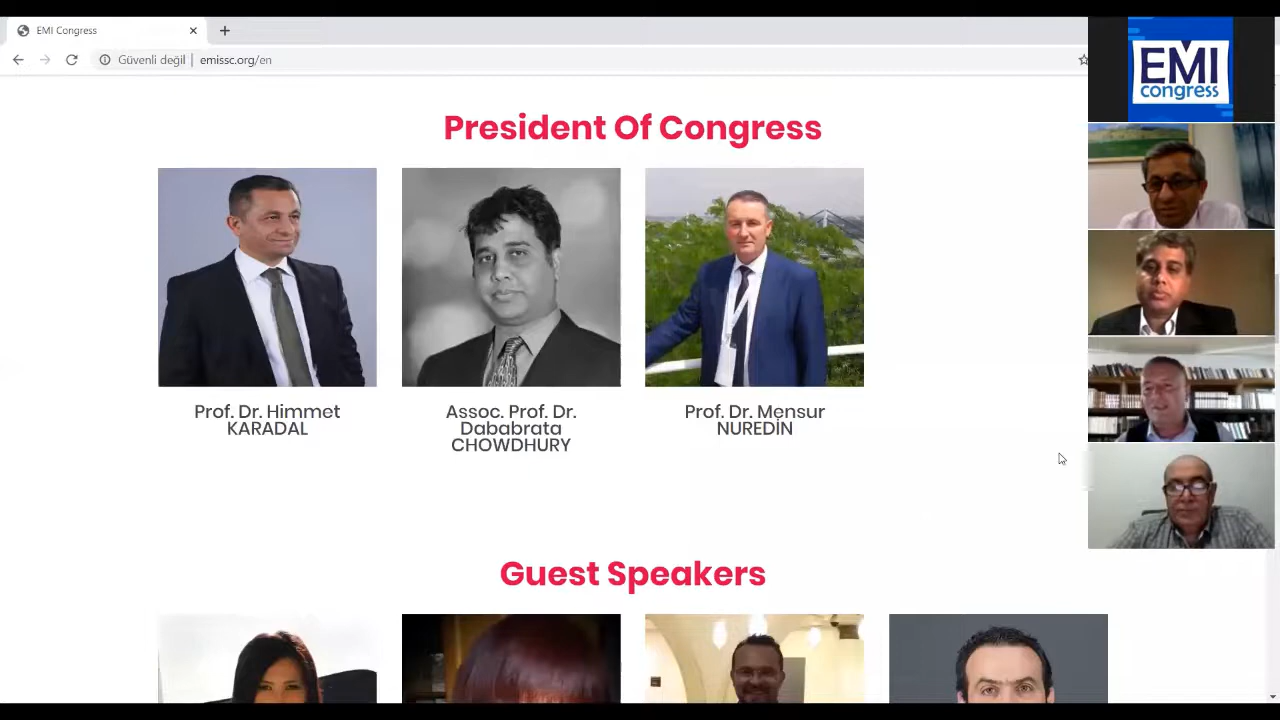 EMI Congress
Güvenli değil
emissc.org/en
EMI
congress
President Of Congress
Prof. Dr. Himmet
KARADAL
Assoc. Prof. Dr.
Dababrata
CHOWDHURY
Prof. Dr. Mensur
NUREDİN
Guest Speakers